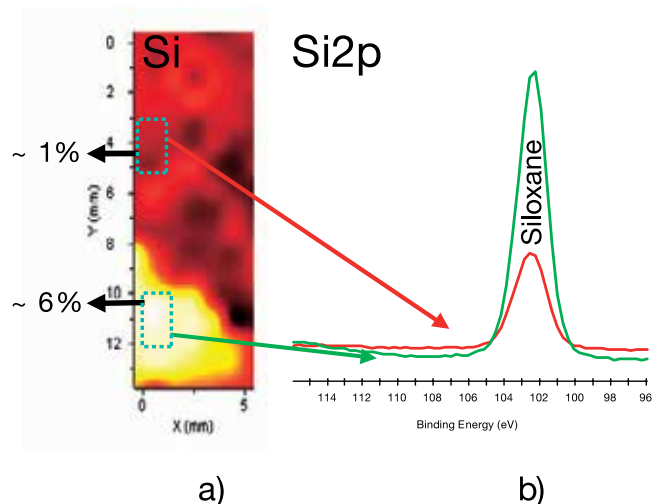 Si
Si2p
0
2
4
6
8
10
12
Y (mm)
~ 1%
~ 6%
0
5
X (mm)
Siloxane
114 112 110 108 106 104 102 100 98 96
Binding Energy (eV)
a)
b)